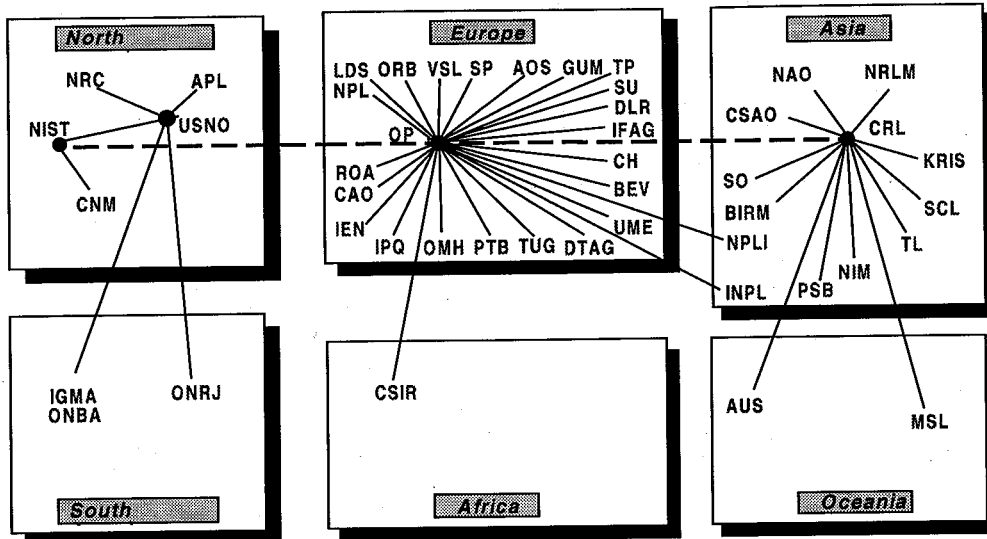 North
NRC
APL
NIST
USNO
CNM
Europe
LDS ORB VSL SP AOS GUM TP
NPL
SU
DLR
OP
IFAG
ROA
CH
CAO
BEV
IEN
UME
IPQ OMH PTB TUG DTAG
Asia
NAO
NRLM
CSAO
CRL
KRIS
SO
BIRM
SCL
NPLI
TL
NIM
INPL
PSB
IGMA
ONBA
ONRJ
South
CSIR
Africa
AUS
MSL
Oceania